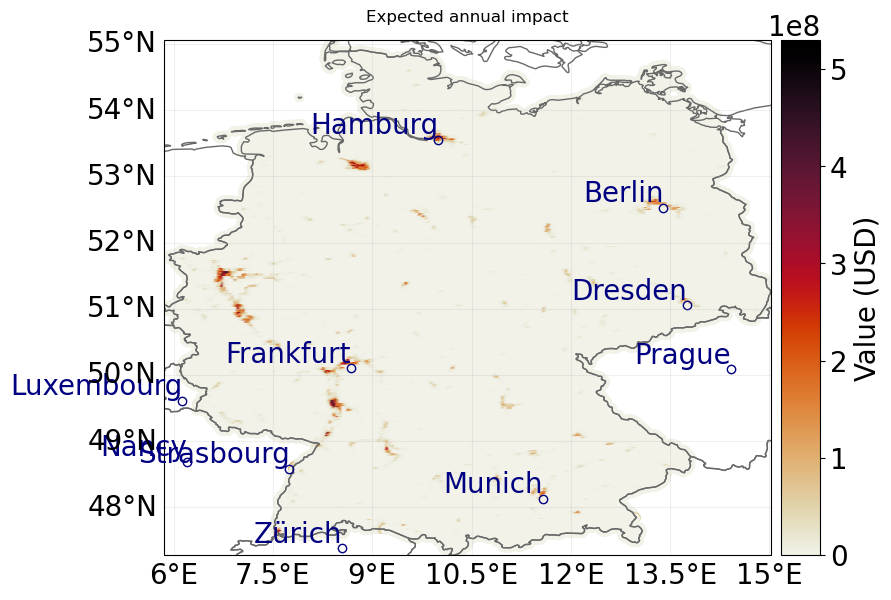 Expected annual impact
1e8
55°N
54°N
53°N
52°N
51°N
50°N
49°N
48°N
Hamburg
Berlin
Dresden
Frankfurt
Prague
Luxembourg
Nancy
Strasbourg
Munich
Zürich
6°E
7.5°E
9°E
10.5°E
12°E
13.5°E
15°E
5
4
3
2
1
0
Value (USD)